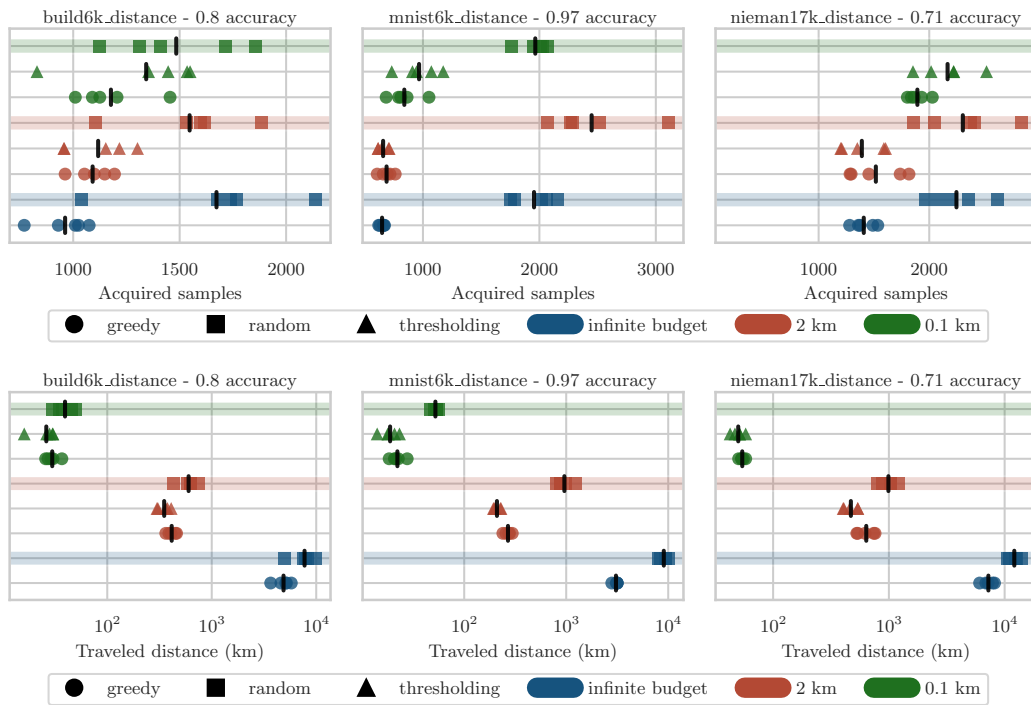 build6k_distance - 0.8 accuracy mnist6k_distance - 0.97 accuracy nieman17k_distance - 0.71 accuracy
1000 1500 2000 1000 2000 3000 1000 2000
Acquired samples Acquired samples Acquired samples
greedy random thresholding infinite budget 2 km 0.1 km
build6k_distance - 0.8 accuracy mnist6k_distance - 0.97 accuracy nieman17k_distance - 0.71 accuracy
10² 10³ 10⁴ 10² 10³ 10⁴ 10² 10³ 10⁴
Traveled distance (km) Traveled distance (km) Traveled distance (km)
greedy random thresholding infinite budget 2 km 0.1 km